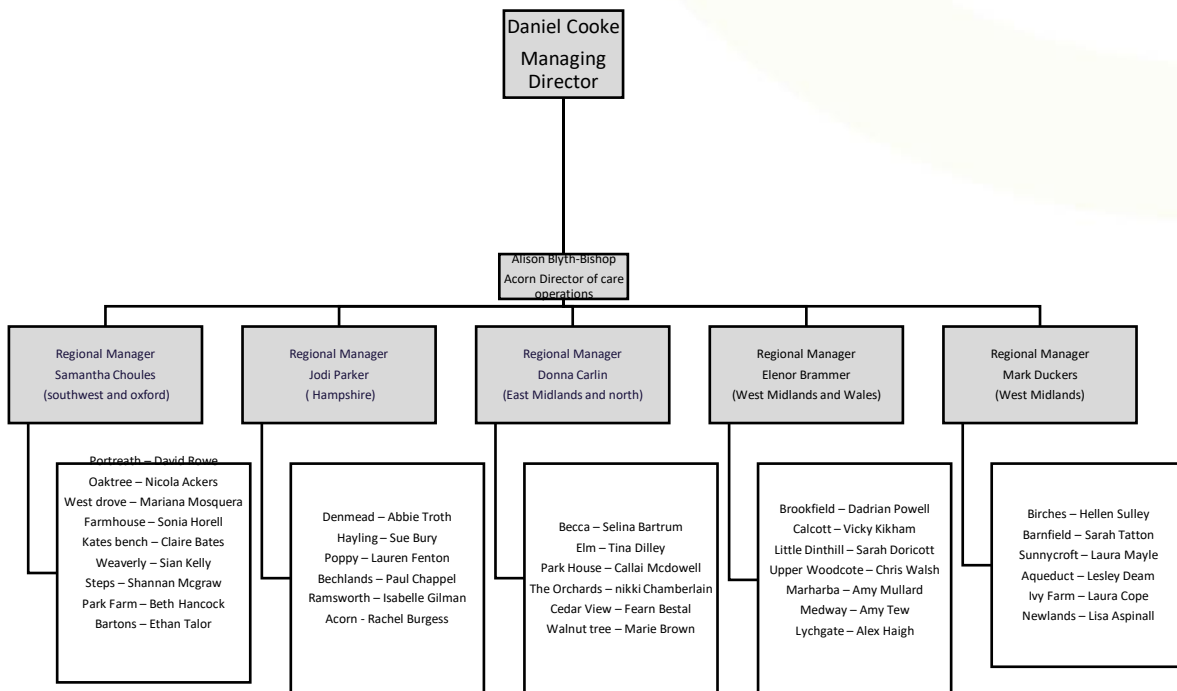 Daniel Cooke
Managing
Director
Alison Blyth-Bishop
Acorn Director of care
operations
Regional Manager
Samantha Choules
(southwest and oxford)
Regional Manager
Jodi Parker
( Hampshire)
Regional Manager
Donna Carlin
(East Midlands and north)
Regional Manager
Elenor Brammer
(West Midlands and Wales)
Regional Manager
Mark Duckers
(West Midlands)
Portreath – David Rowe
Oaktree – Nicola Ackers
West drove – Mariana Mosquera
Farmhouse – Sonia Horell
Kates bench – Claire Bates
Weaverly – Sian Kelly
Steps – Shannan Mcgraw
Park Farm – Beth Hancock
Bartons – Ethan Talor
Denmead – Abbie Troth
Hayling – Sue Bury
Poppy – Lauren Fenton
Bechlands – Paul Chappel
Ramsworth – Isabelle Gilman
Acorn - Rachel Burgess
Becca – Selina Bartrum
Elm – Tina Dilley
Park House – Callai Mcdowell
The Orchards – nikki Chamberlain
Cedar View – Fearn Bestal
Walnut tree – Marie Brown
Brookfield – Dadrian Powell
Calcott – Vicky Kikham
Little Dinthill – Sarah Doricott
Upper Woodcote – Chris Walsh
Marharba – Amy Mullard
Medway – Amy Tew
Lychgate – Alex Haigh
Birches – Hellen Sulley
Barnfield – Sarah Tatton
Sunnycroft – Laura Mayle
Aqueduct – Lesley Deam
Ivy Farm – Laura Cope
Newlands – Lisa Aspinall